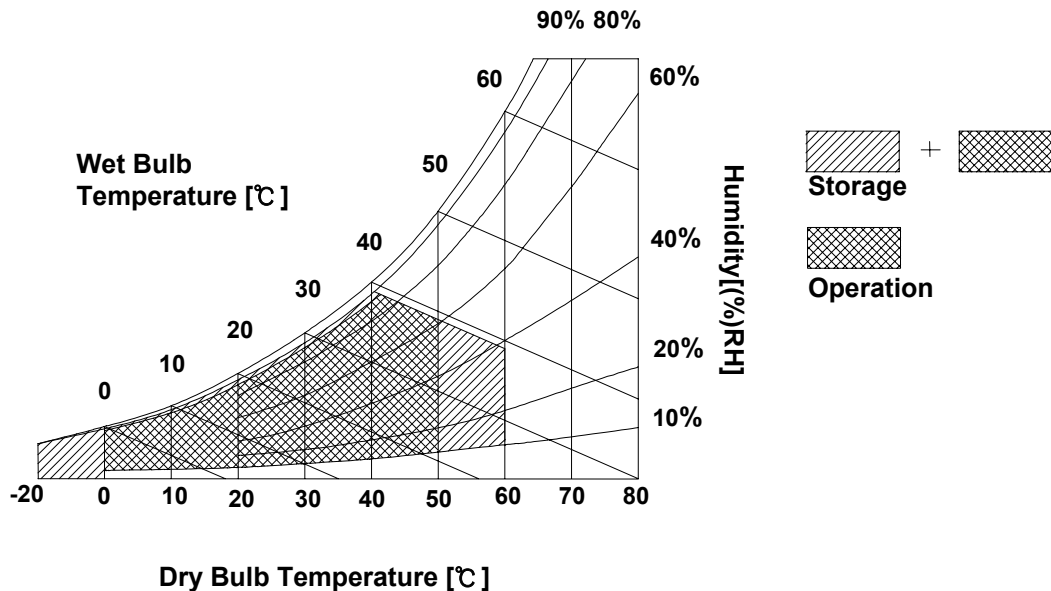 90% 80%
60
60%
50
Wet Bulb
Temperature [℃]
40
30
20
10
0
Humidity[(%)RH]
40%
20%
10%
-20 0 10 20 30 40 50 60 70 80
Dry Bulb Temperature [℃]
+
Storage
Operation